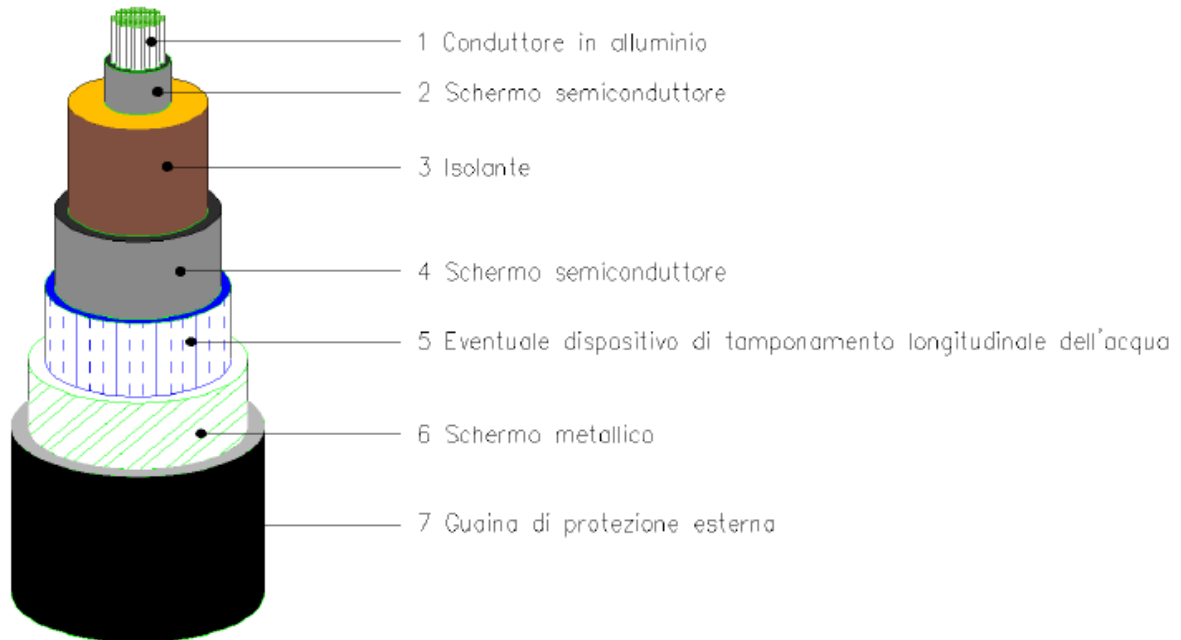 1 Conduttore in alluminio
2 Schermo semiconduttore
3 Isolante
4 Schermo semiconduttore
5 Eventuale dispositivo di tamponamento longitudinale dell'acqua
6 Schermo metallico
7 Guaina di protezione esterna